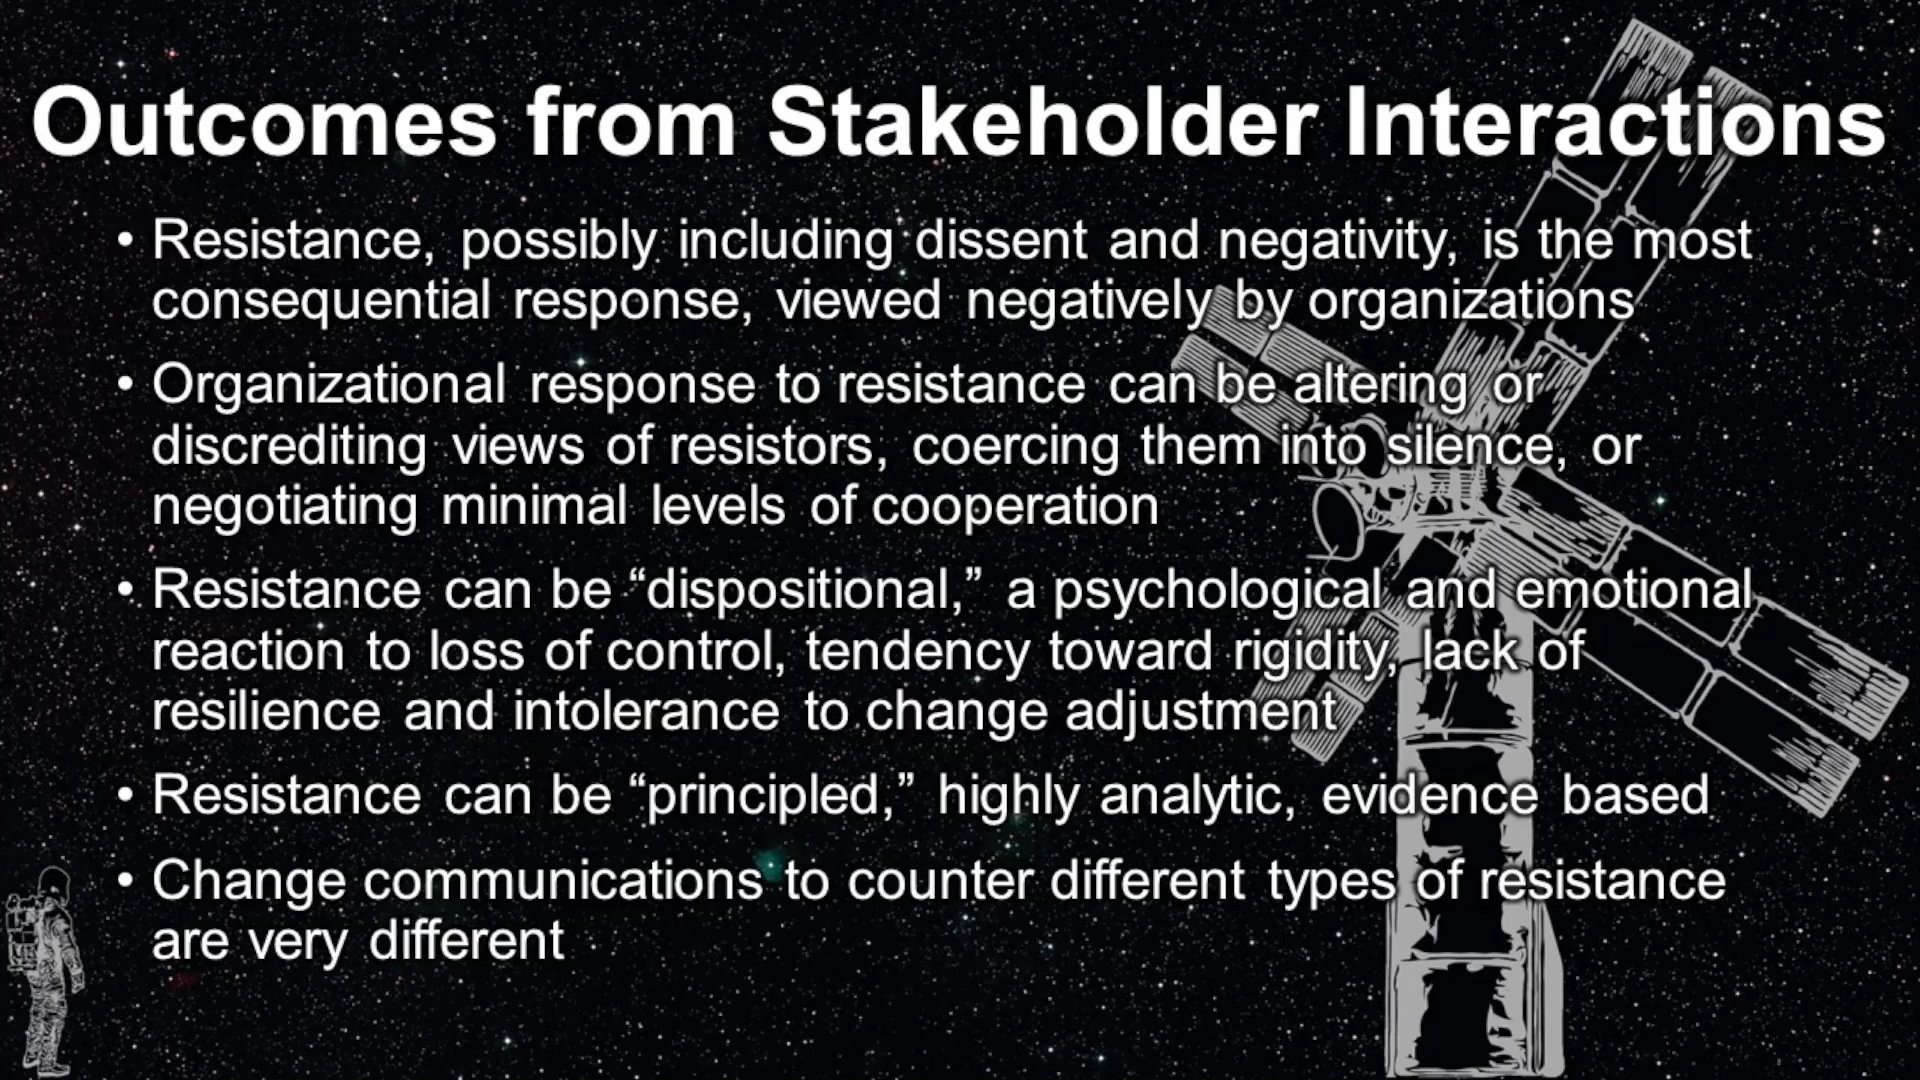 Outcomes from Stakeholder Interactions
• Resistance, possibly including dissent and negativity, is the most
consequential response, viewed negatively by organizations
• Organizational response to resistance can be altering or
discrediting views of resistors, coercing them into silence, or
negotiating minimal levels of cooperation
• Resistance can be “dispositional,” a psychological and emotional
reaction to loss of control, tendency toward rigidity, lack of
resilience and intolerance to change adjustment
• Resistance can be “principled,” highly analytic, evidence based
• Change communications to counter different types of resistance
are very different